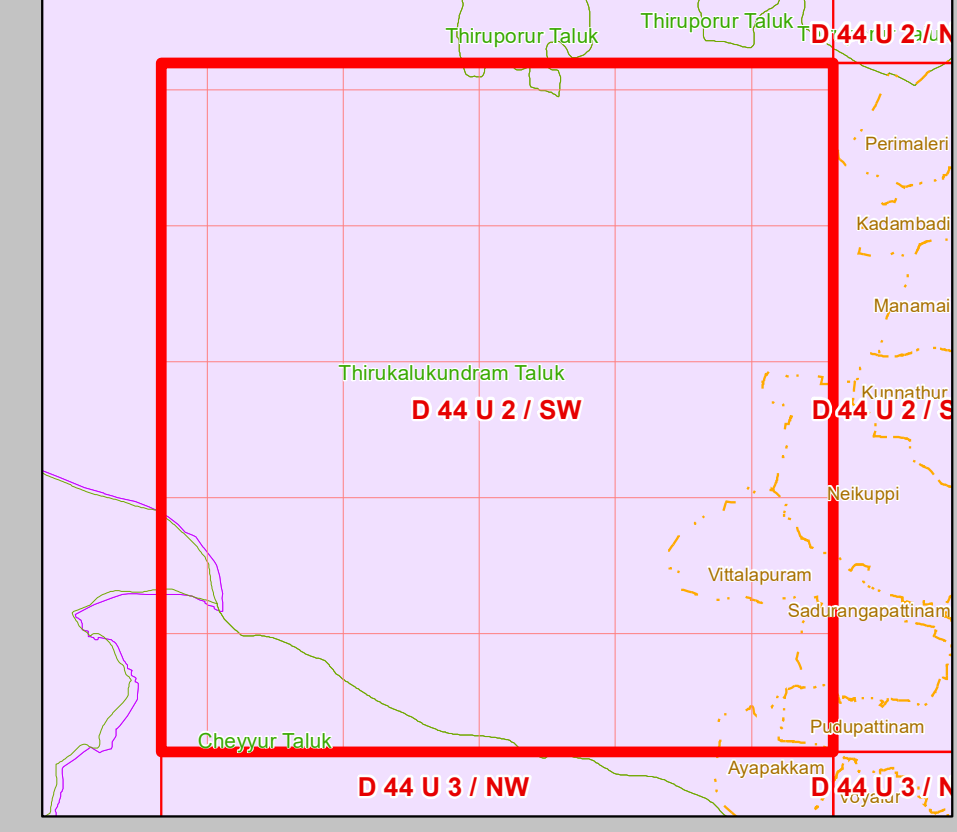 Thiruporur Taluk
Thiruporur Taluk
D 44 U 2 / N
Perimaleri
Kadambadi
Manamai
Thirukalukundram Taluk
Kunnathur
D 44 U 2 / SW
D 44 U 2 / S
Neikuppi
Vittalapuram
Sadurangapattinam
Pudupattinam
Cheyyur Taluk
Ayapakkam
D 44 U 3 / NW
D 44 U 3 / N